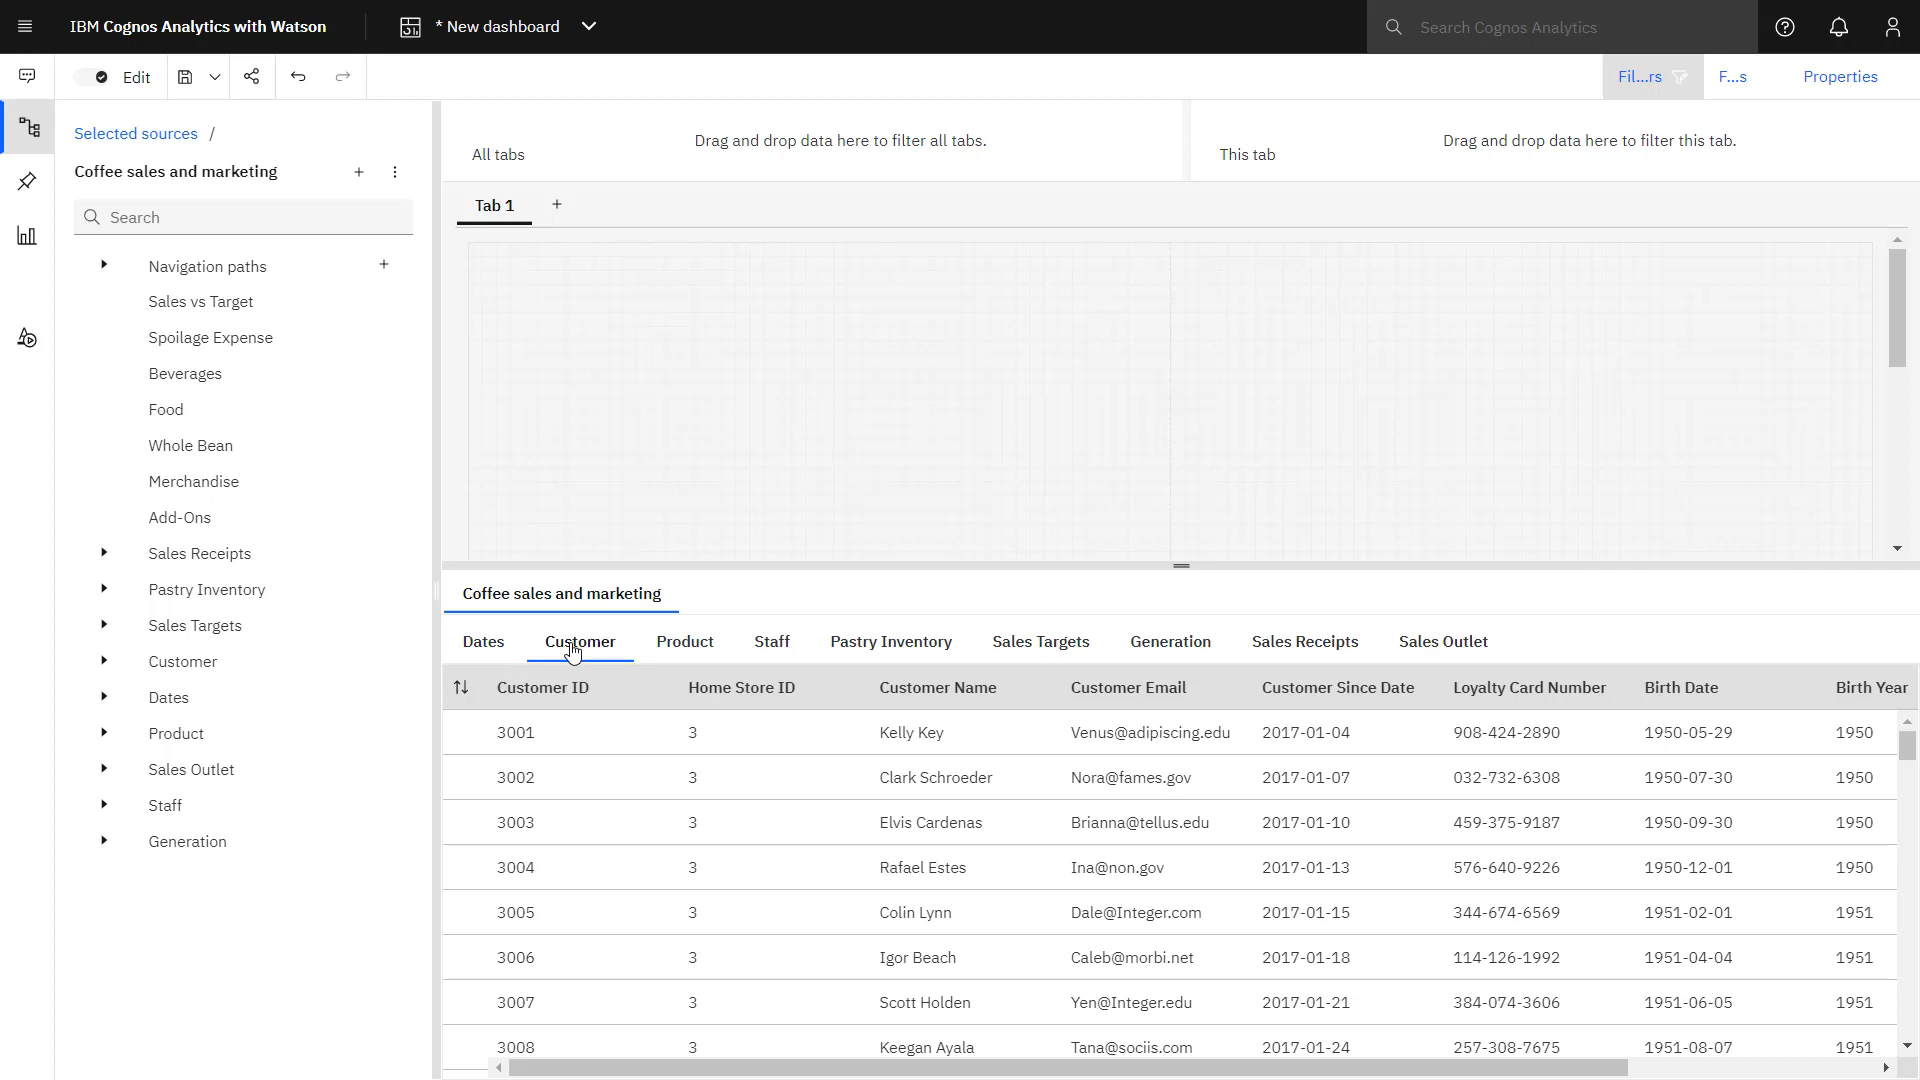 IBM Cognos Analytics with Watson
* New dashboard
Search Cognos Analytics
Edit
Fil...rs
F...s
Properties
Selected sources /
Coffee sales and marketing
Search
Navigation paths
Sales vs Target
Spoilage Expense
Beverages
Food
Whole Bean
Merchandise
Add-Ons
Sales Receipts
Pastry Inventory
Sales Targets
Customer
Dates
Product
Sales Outlet
Staff
Generation
All tabs
Drag and drop data here to filter all tabs.
This tab
Drag and drop data here to filter this tab.
Tab 1
Coffee sales and marketing
Dates Customer Product Staff Pastry Inventory Sales Targets Generation Sales Receipts Sales Outlet
Customer ID Home Store ID Customer Name Customer Email Customer Since Date Loyalty Card Number Birth Date Birth Year
3001 3 Kelly Key Venus@adipiscing.edu 2017-01-04 908-424-2890 1950-05-29 1950
3002 3 Clark Schroeder Nora@fames.gov 2017-01-07 032-732-6308 1950-07-30 1950
3003 3 Elvis Cardenas Brianna@tellus.edu 2017-01-10 459-375-9187 1950-09-30 1950
3004 3 Rafael Estes Ina@non.gov 2017-01-13 576-640-9226 1950-12-01 1950
3005 3 Colin Lynn Dale@Integer.com 2017-01-15 344-674-6569 1951-02-01 1951
3006 3 Igor Beach Caleb@morbi.net 2017-01-18 114-126-1992 1951-04-04 1951
3007 3 Scott Holden Yen@Integer.edu 2017-01-21 384-074-3606 1951-06-05 1951
3008 3 Keegan Ayala Tana@sociis.com 2017-01-24 257-308-7675 1951-08-07 1951